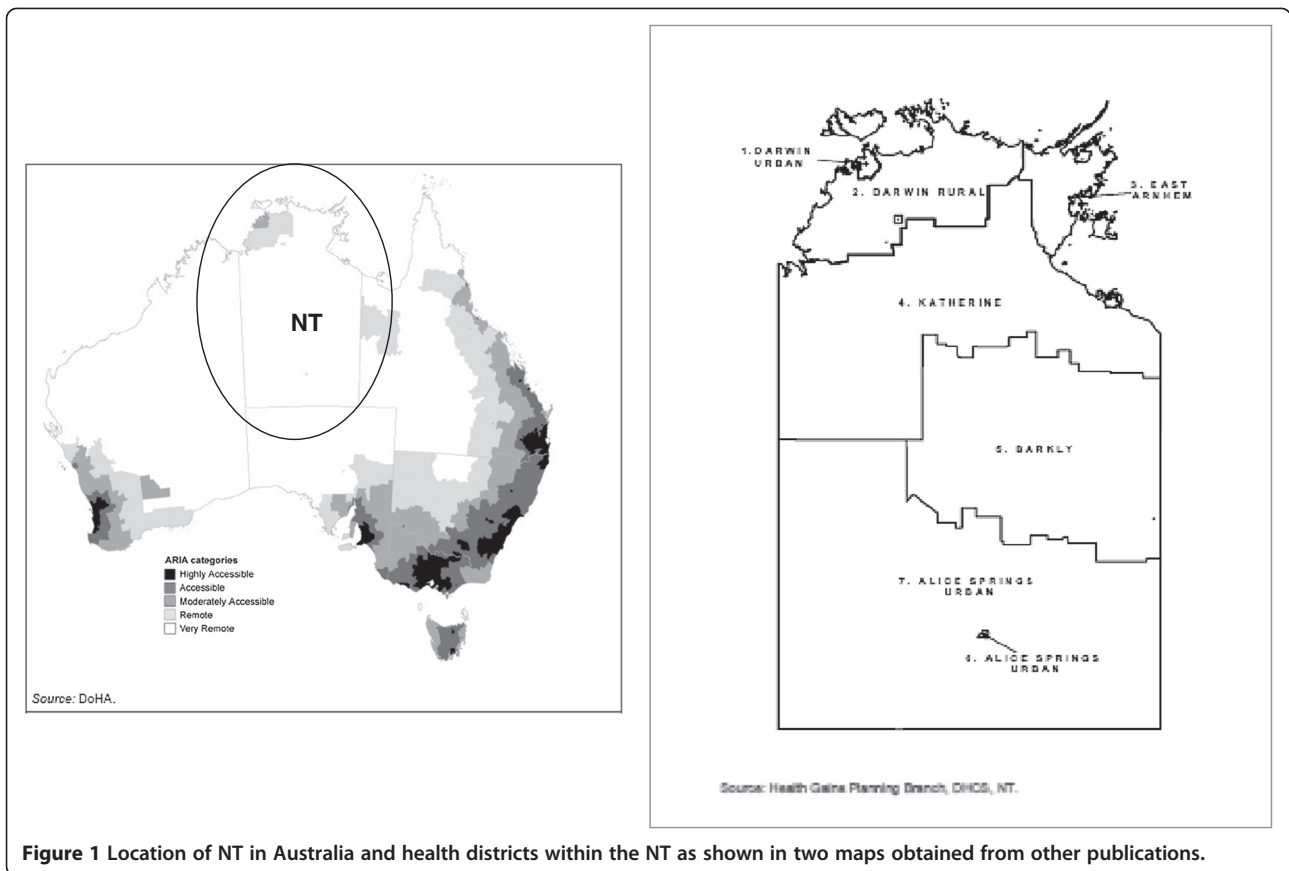 NT
ARIA categories
Highly Accessible
Accessible
Moderately Accessible
Remote
Very Remote
Source: DoHA.
1. DARWIN
URBAN
2. DARWIN RURAL
3. EAST
ARNHEM
4. KATHERINE
5. BARKLY
7. ALICE SPRINGS
URBAN
6. ALICE SPRINGS
URBAN
Source: Health Gains Planning Branch, DHCS, NT.
Figure 1 Location of NT in Australia and health districts within the NT as shown in two maps obtained from other publications.